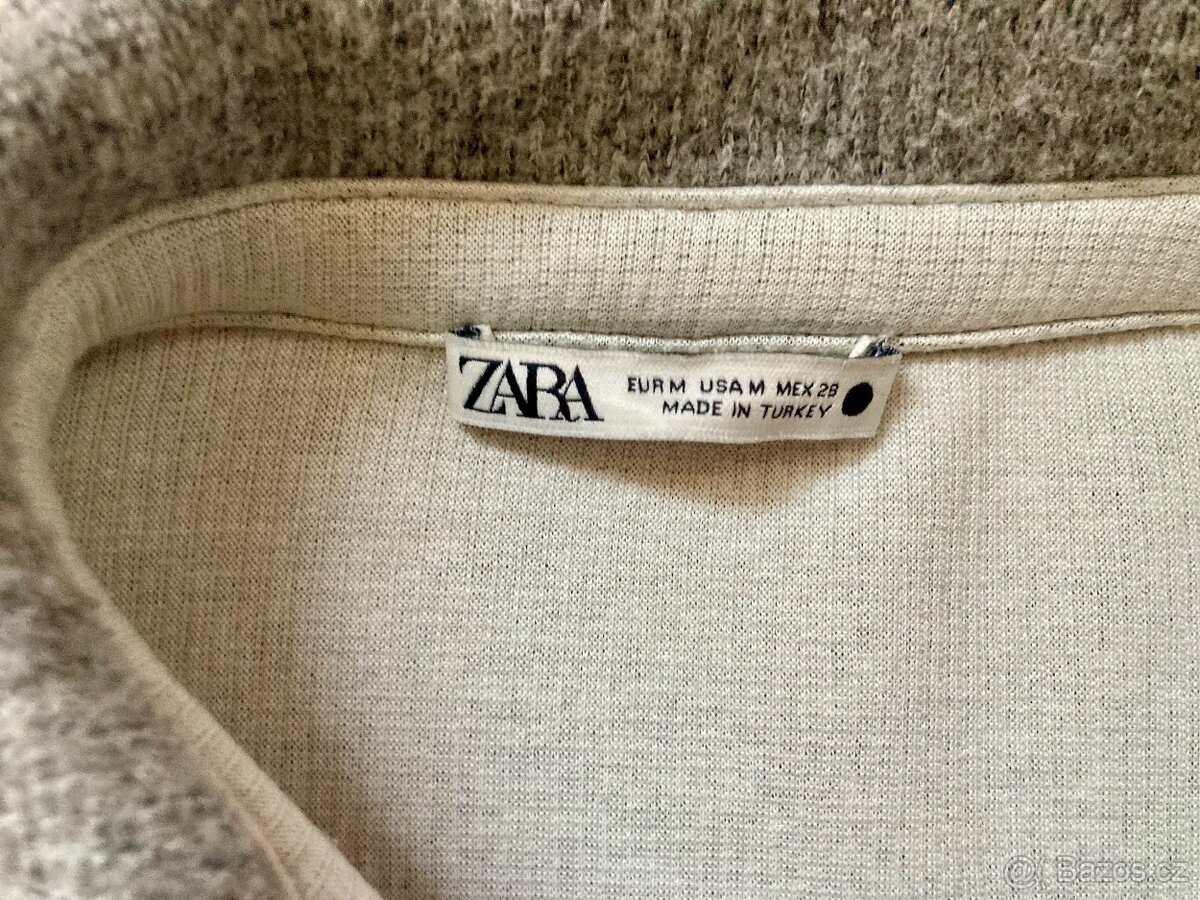 ZARA
EUR M USA M MEX 28
MADE IN TURKEY
Bazos.cz